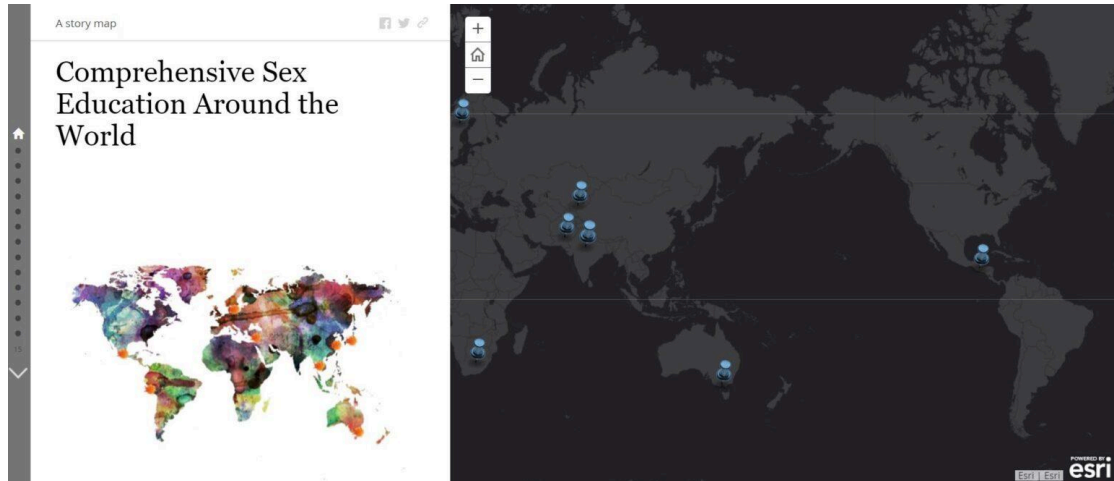 A story map
Comprehensive Sex
Education Around the
World
Esri | Esri
POWERED BY
esri